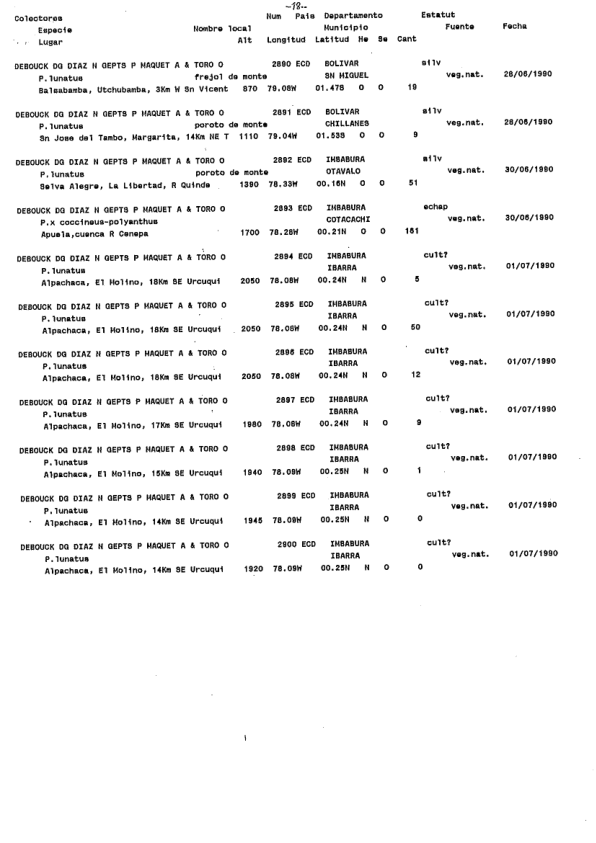 -18-
Colectores Num Pais Departamento Estatut
Especie Nombre local Municipio Fuente Fecha
Lugar Alt Longitud Latitud He Se Cant
DEBOUCK DG DIAZ N GEPTS P MAQUET A & TORO O 2890 ECD BOLIVAR silv
P.lunatus frejol de monte SN MIGUEL veg.nat. 28/06/1990
Balsabamba, Utchubamba, 3Km W Sn Vicent 870 79.08W 01.47S O O 19
DEBOUCK DG DIAZ N GEPTS P MAQUET A & TORO O 2891 ECD BOLIVAR silv
P.lunatus poroto de monte CHILLANES veg.nat. 28/06/1990
Sn Jose del Tambo, Margarita, 14Km NE T 1110 79.04W 01.53S O O 9
DEBOUCK DG DIAZ N GEPTS P MAQUET A & TORO O 2892 ECD IMBABURA silv
P.lunatus poroto de monte OTAVALO veg.nat. 30/06/1990
Selva Alegre, La Libertad, R Quinde 1390 78.33W 00.16N O O 51
DEBOUCK DG DIAZ N GEPTS P MAQUET A & TORO O 2893 ECD IMBABURA echap
P.x coccineus-polyanthus COTACACHI veg.nat. 30/06/1990
Apuela,cuenca R Cenepa 1700 78.28W 00.21N O O 161
DEBOUCK DG DIAZ N GEPTS P MAQUET A & TORO O 2894 ECD IMBABURA cult?
P.lunatus IBARRA veg.nat. 01/07/1990
Alpachaca, El Molino, 18Km SE Urcuqui 2050 78.08W 00.24N N O 5
DEBOUCK DG DIAZ N GEPTS P MAQUET A & TORO O 2895 ECD IMBABURA cult?
P.lunatus IBARRA veg.nat. 01/07/1990
Alpachaca, El Molino, 18Km SE Urcuqui 2050 78.08W 00.24N N O 50
DEBOUCK DG DIAZ N GEPTS P MAQUET A & TORO O 2896 ECD IMBABURA cult?
P.lunatus IBARRA veg.nat. 01/07/1990
Alpachaca, El Molino, 18Km SE Urcuqui 2050 78.08W 00.24N N O 12
DEBOUCK DG DIAZ N GEPTS P MAQUET A & TORO O 2897 ECD IMBABURA cult?
P.lunatus IBARRA veg.nat. 01/07/1990
Alpachaca, El Molino, 17Km SE Urcuqui 1980 78.08W 00.24N N O 9
DEBOUCK DG DIAZ N GEPTS P MAQUET A & TORO O 2898 ECD IMBABURA cult?
P.lunatus IBARRA veg.nat. 01/07/1990
Alpachaca, El Molino, 15Km SE Urcuqui 1940 78.09W 00.25N N O 1
DEBOUCK DG DIAZ N GEPTS P MAQUET A & TORO O 2899 ECD IMBABURA cult?
P.lunatus IBARRA veg.nat. 01/07/1990
Alpachaca, El Molino, 14Km SE Urcuqui 1945 78.09W 00.25N N O 0
DEBOUCK DG DIAZ N GEPTS P MAQUET A & TORO O 2900 ECD IMBABURA cult?
P.lunatus IBARRA veg.nat. 01/07/1990
Alpachaca, El Molino, 14Km SE Urcuqui 1920 78.09W 00.25N N O 0